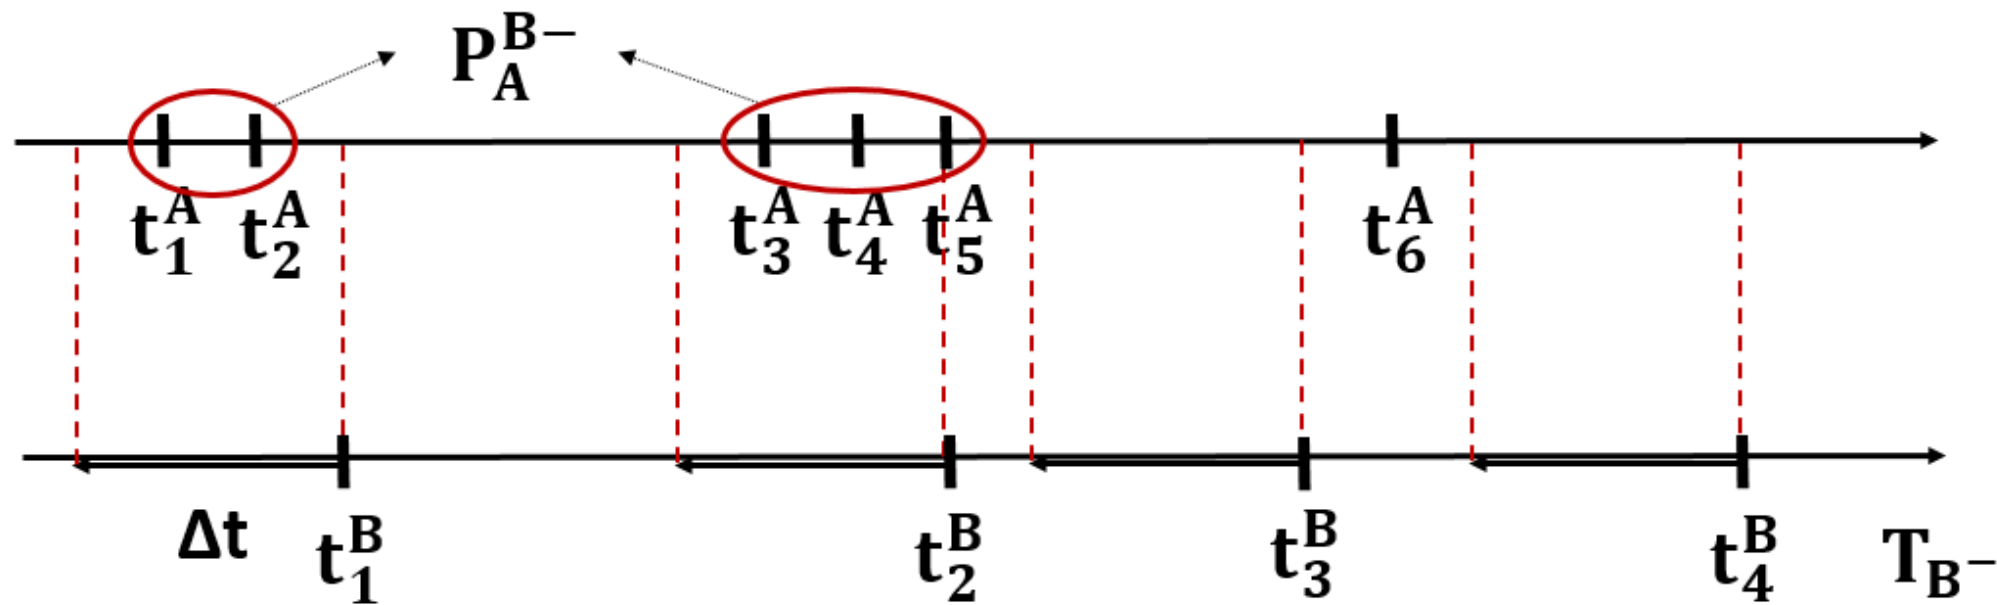 P_A^{B−}
t_1^A t_2^A t_3^A t_4^A t_5^A t_6^A
Δt t_1^B t_2^B t_3^B t_4^B T_{B−}